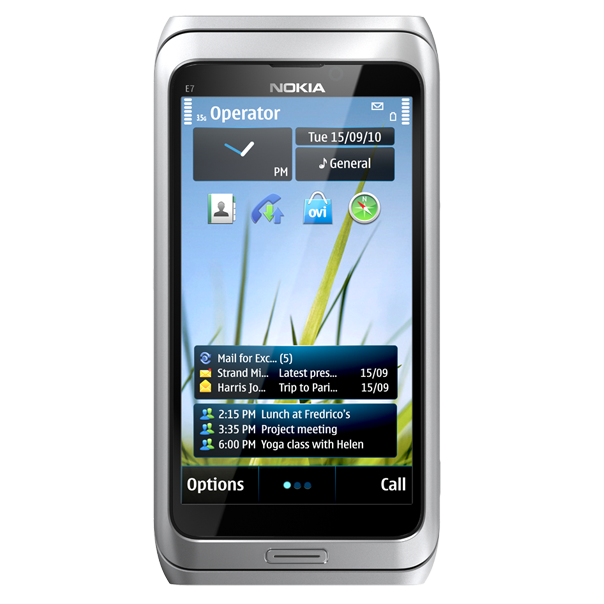 E7
NOKIA
35G Operator
Tue 15/09/10
PM
General
N
ovi
Mail for Exc... (5)
Strand Mi... Latest pres... 15/09
Harris Jo... Trip to Pari... 15/09
2:15 PM Lunch at Fredrico's
3:35 PM Project meeting
6:00 PM Yoga class with Helen
Options Call